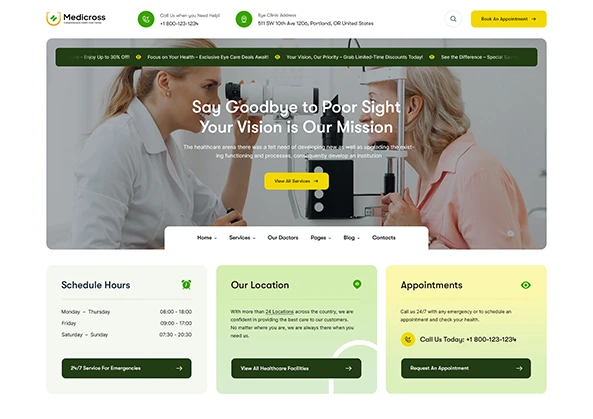 Medicross
Call Us when you Need Help!
+1 800-123-1234
Eye Clinic Address
511 SW 10th Ave 1206, Portland, OR United States
Book An Appointment
- Enjoy Up to 30% Off!
Focus on Your Health - Exclusive Eye Care Deals Await!
Your Vision, Our Priority - Grab Limited-Time Discounts Today!
See the Difference - Special
Say Goodbye to Poor Sight
Your Vision is Our Mission
The healthcare arena there was a felt need of developing new as well as upgrading the exist-
ing functioning and processes, consequently develop an institution
View All Services
Home
Services
Our Doctors
Pages
Blog
Contacts
Schedule Hours
Monday - Thursday 08:00 - 18:00
Friday 09:00 - 17:00
Saturday - Sunday 07:30 - 20:30
24/7 Service For Emergencies
Our Location
With more than 24 Locations across the country, we are
confident in providing the best care to our customers.
No matter where you are, we are always there when you
need us.
View All Healthcare Facilities
Appointments
Call us 24/7 with any emergency or to schedule an
appointment and check your health.
Call Us Today: +1 800-123-1234
Request An Appointment